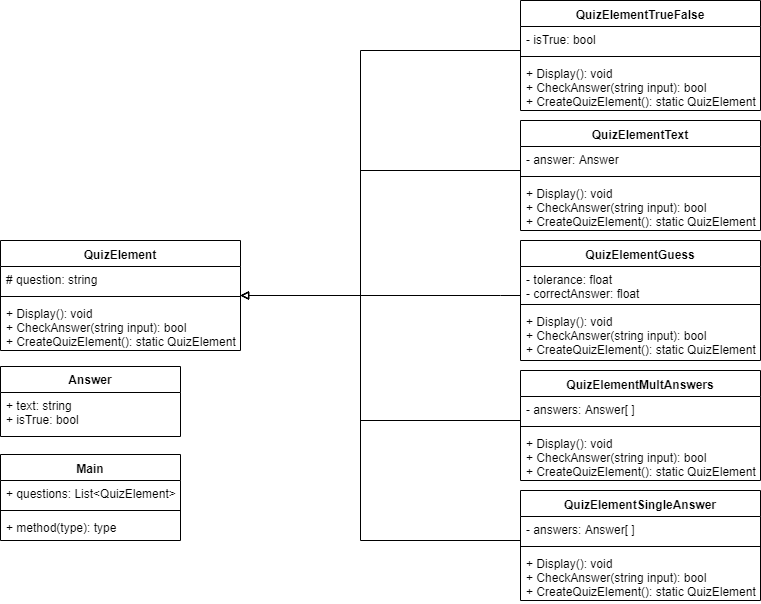 QuizElementTrueFalse
- isTrue: bool
+ Display(): void
+ CheckAnswer(string input): bool
+ CreateQuizElement(): static QuizElement
QuizElementText
- answer: Answer
+ Display(): void
+ CheckAnswer(string input): bool
+ CreateQuizElement(): static QuizElement
QuizElement
# question: string
+ Display(): void
+ CheckAnswer(string input): bool
+ CreateQuizElement(): static QuizElement
QuizElementGuess
- tolerance: float
- correctAnswer: float
+ Display(): void
+ CheckAnswer(string input): bool
+ CreateQuizElement(): static QuizElement
Answer
+ text: string
+ isTrue: bool
QuizElementMultAnswers
- answers: Answer[ ]
+ Display(): void
+ CheckAnswer(string input): bool
+ CreateQuizElement(): static QuizElement
Main
+ questions: List<QuizElement>
+ method(type): type
QuizElementSingleAnswer
- answers: Answer[ ]
+ Display(): void
+ CheckAnswer(string input): bool
+ CreateQuizElement(): static QuizElement